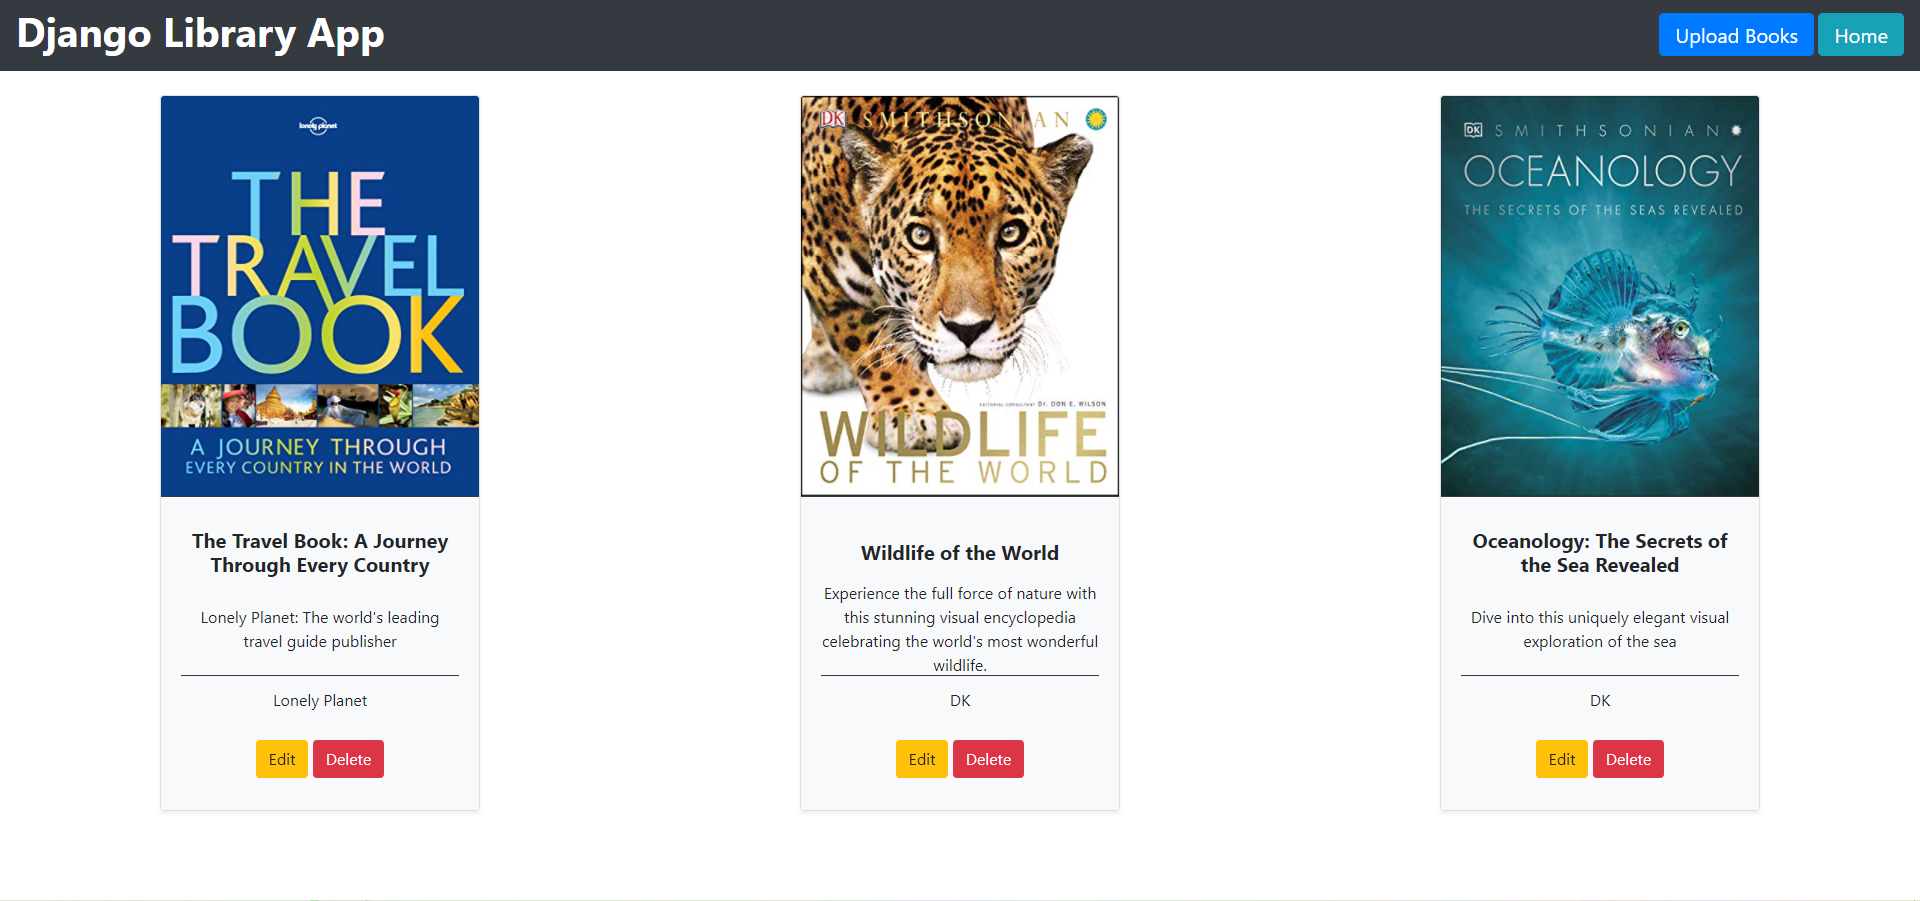 Django Library App
Upload Books
Home
lonely planet
THE
TRAVEL
BOOK
A JOURNEY THROUGH
EVERY COUNTRY IN THE WORLD
The Travel Book: A Journey
Through Every Country
Lonely Planet: The world's leading
travel guide publisher
Lonely Planet
Edit
Delete
DK SMITHSONIAN
EDITORIAL CONSULTANT Dr. DON E. WILSON
WILDLIFE
OF THE WORLD
Wildlife of the World
Experience the full force of nature with
this stunning visual encyclopedia
celebrating the world's most wonderful
wildlife.
DK
Edit
Delete
DK SMITHSONIAN
OCEANOLOGY
THE SECRETS OF THE SEAS REVEALED
Oceanology: The Secrets of
the Sea Revealed
Dive into this uniquely elegant visual
exploration of the sea
DK
Edit
Delete